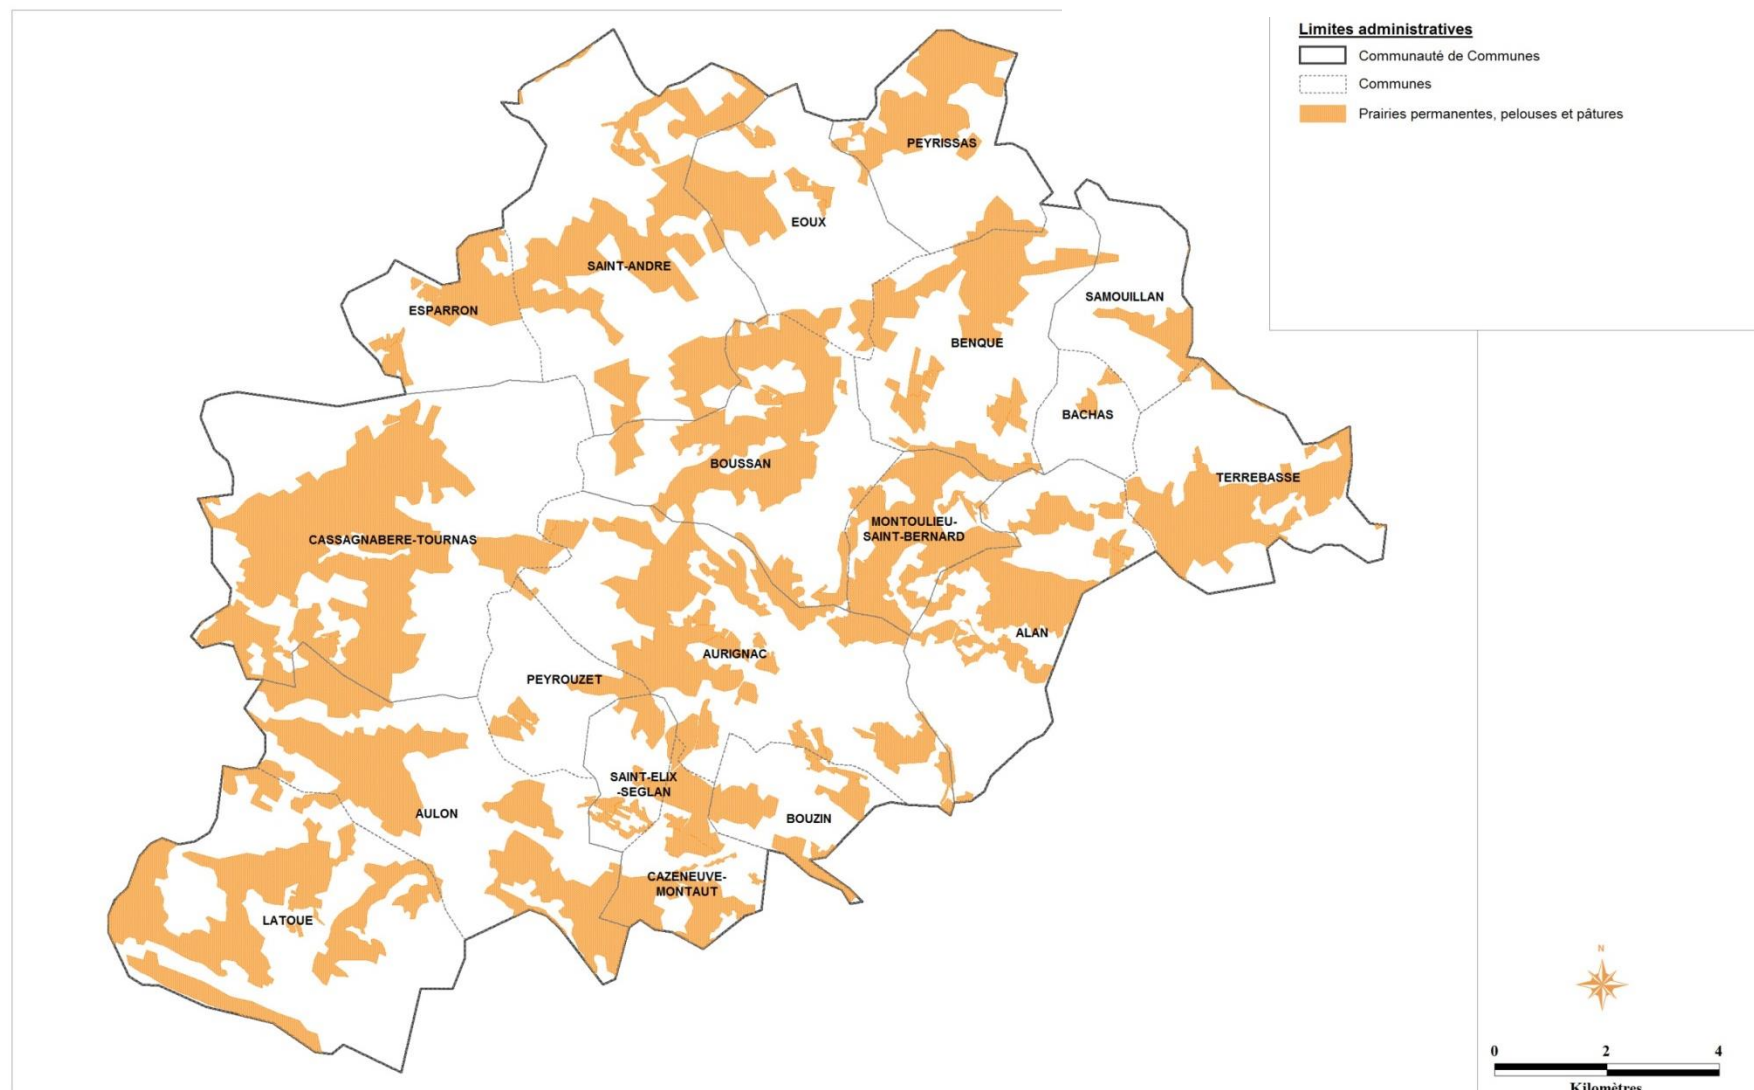 Limites administratives
Communauté de Communes
Communes
Prairies permanentes, pelouses et pâtures
PEYRISSAS
EOUX
SAINT-ANDRE
ESPARRON
SAMOUILLAN
BENQUE
BACHAS
BOUSSAN
TERREBASSE
MONTOULIEU-
SAINT-BERNARD
CASSAGNABERE-TOURNAS
ALAN
AURIGNAC
PEYROUZET
SAINT-ELIX
-SEGLAN
AULON
BOUZIN
CAZENEUVE-
MONTAUT
LATOUE
N
0 2 4
Kilomètres